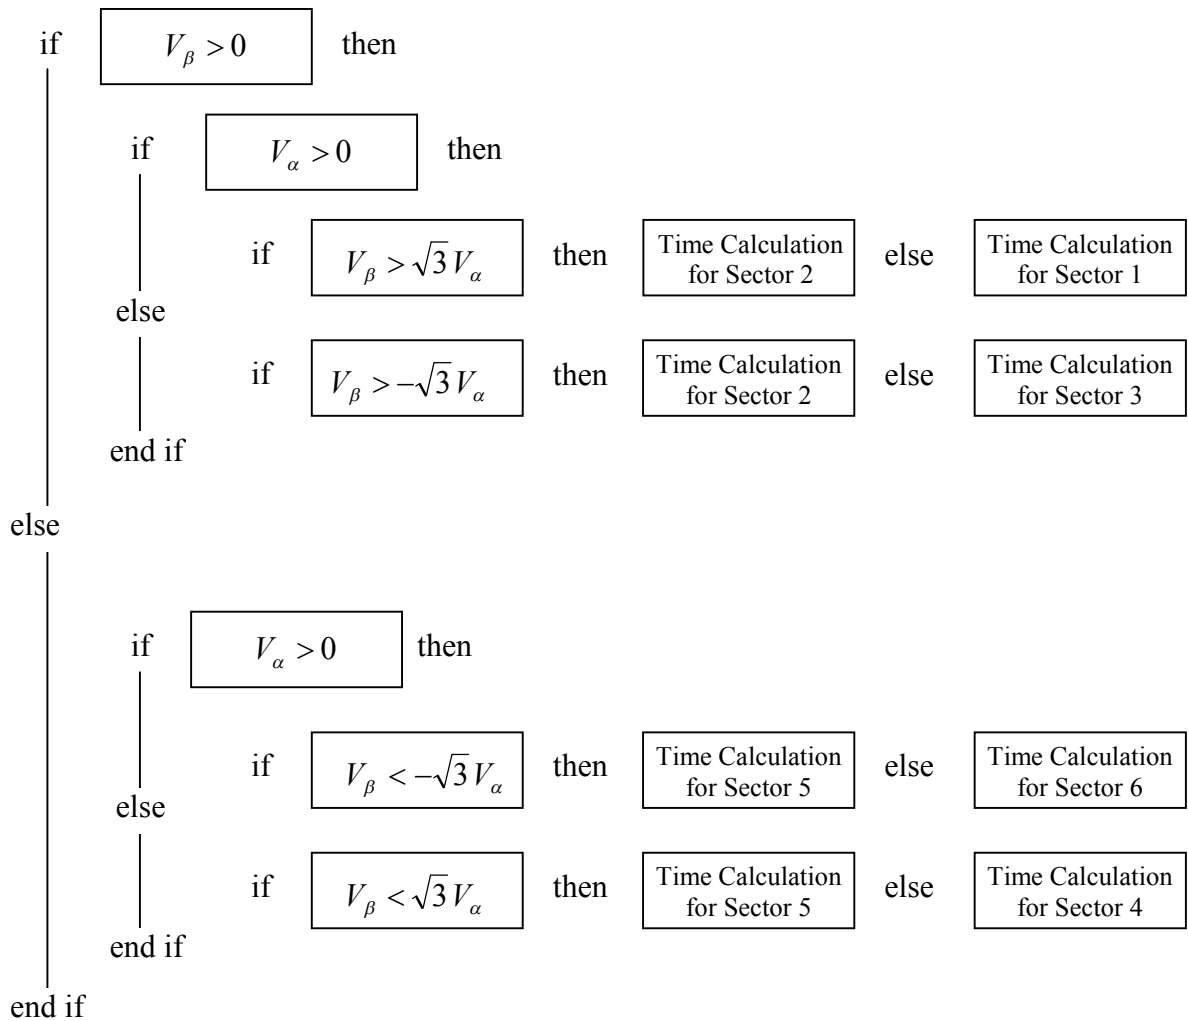 if V_β > 0 then
if V_α > 0 then
if V_β > √3 V_α then Time Calculation for Sector 2 else Time Calculation for Sector 1
else
if V_β > −√3 V_α then Time Calculation for Sector 2 else Time Calculation for Sector 3
end if
else
if V_α > 0 then
if V_β < −√3 V_α then Time Calculation for Sector 5 else Time Calculation for Sector 6
else
if V_β < √3 V_α then Time Calculation for Sector 5 else Time Calculation for Sector 4
end if
end if